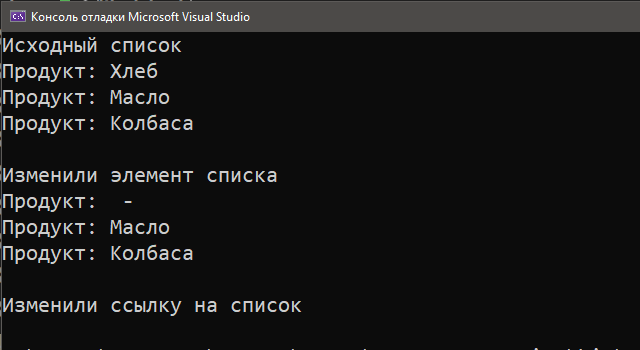 Консоль отладки Microsoft Visual Studio
Исходный список
Продукт: Хлеб
Продукт: Масло
Продукт: Колбаса
Изменили элемент списка
Продукт:  -
Продукт: Масло
Продукт: Колбаса
Изменили ссылку на список